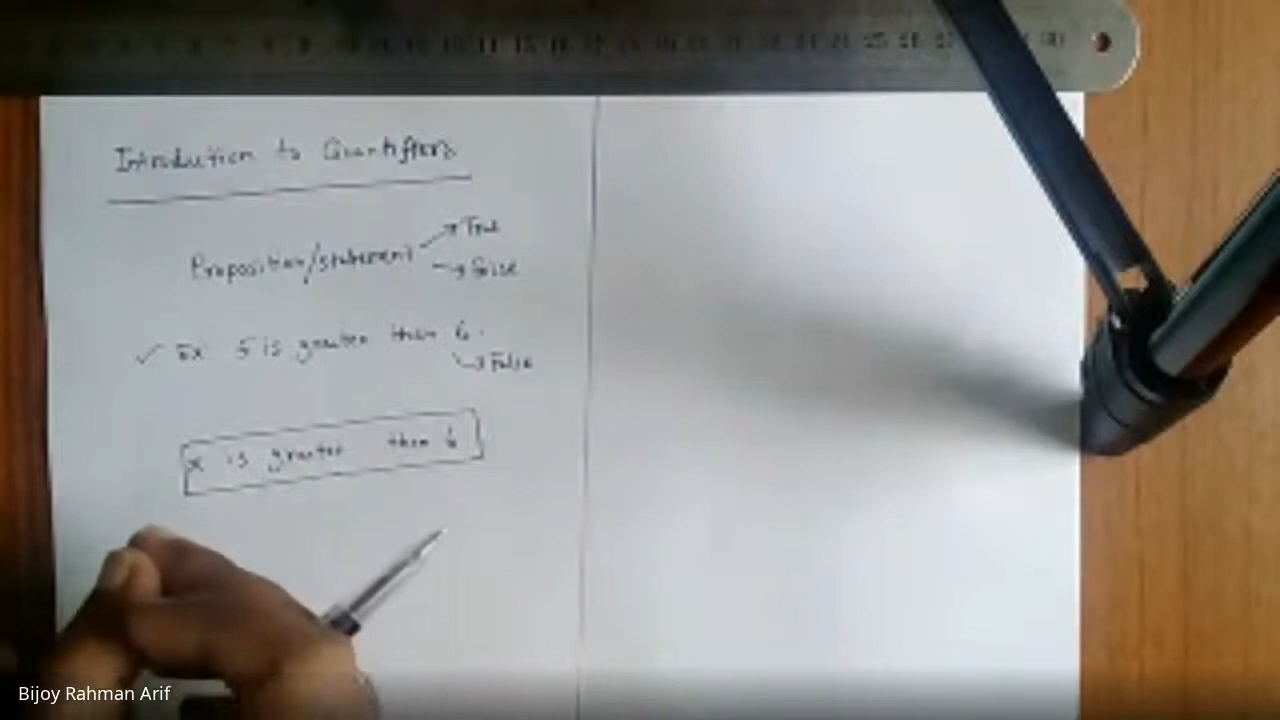 Introduction to Quantifiers
Proposition/statement → True
→ False
✓ Ex 5 is greater than 6.
→ False
x is greater than 6
Bijoy Rahman Arif